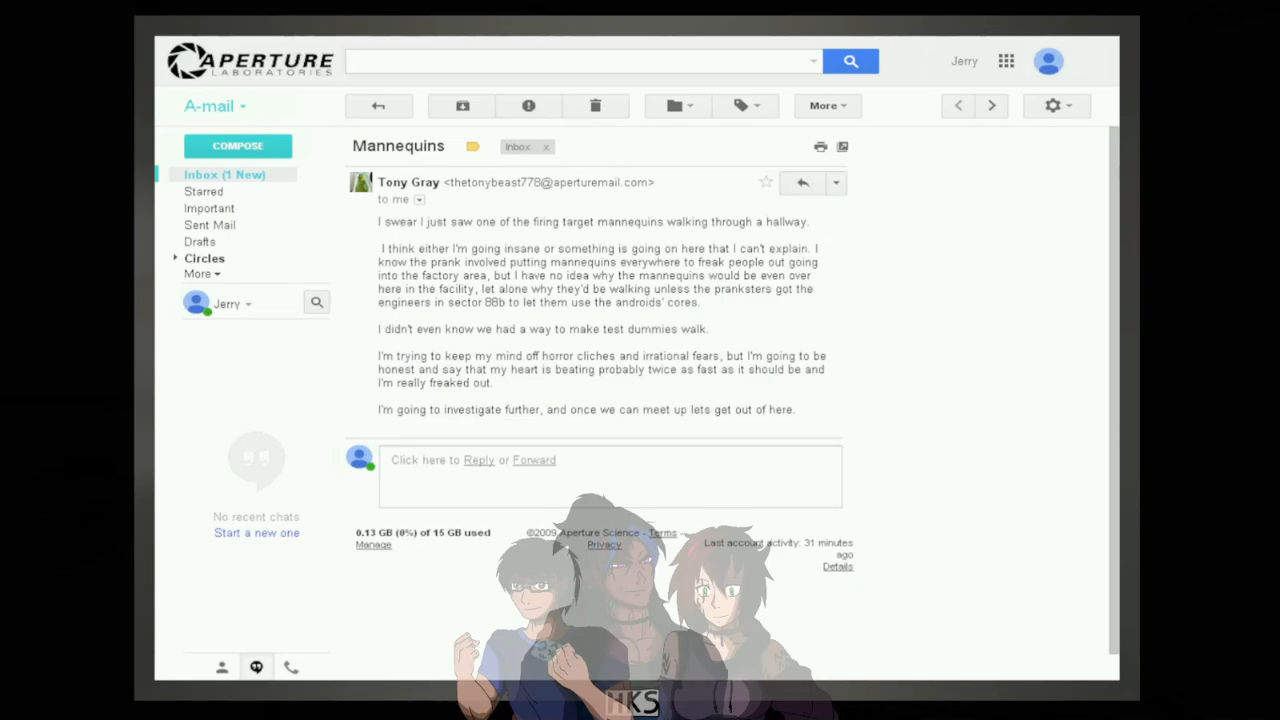 APERTURE
LABORATORIES
Jerry
A-mail
More
COMPOSE
Mannequins
Inbox x
Inbox (1 New)
Starred
Important
Sent Mail
Drafts
Circles
More
Jerry
Tony Gray <thetonybeast778@aperturemail.com>
to me
I swear I just saw one of the firing target mannequins walking through a hallway.
I think either I'm going insane or something is going on here that I can't explain. I
know the prank involved putting mannequins everywhere to freak people out going
into the factory area, but I have no idea why the mannequins would be even over
here in the facility, let alone why they'd be walking unless the pranksters got the
engineers in sector 88b to let them use the androids' cores.
I didn't even know we had a way to make test dummies walk.
I'm trying to keep my mind off horror cliches and irrational fears, but I'm going to be
honest and say that my heart is beating probably twice as fast as it should be and
I'm really freaked out.
I'm going to investigate further, and once we can meet up lets get out of here.
Click here to Reply or Forward
No recent chats
Start a new one
0.13 GB (0%) of 15 GB used
Manage
©2009 Aperture Science - Terms -
Privacy
Last account activity: 31 minutes
ago
Details
HKS